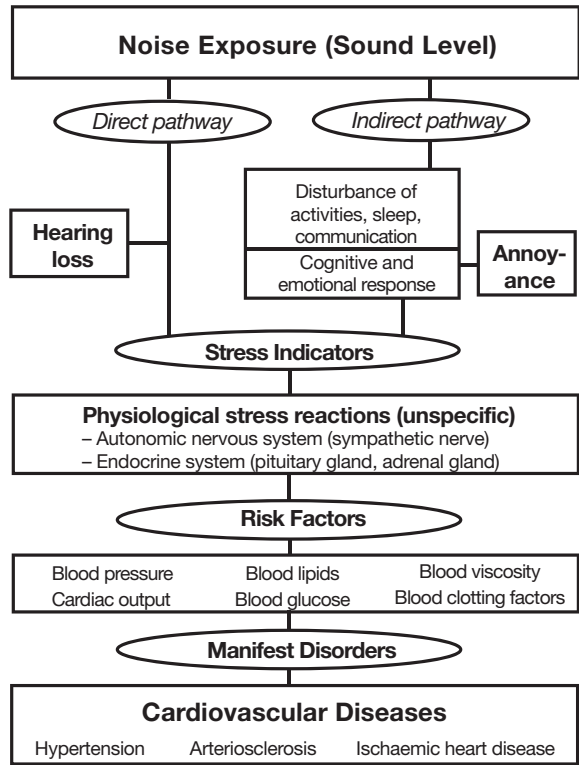 Noise Exposure (Sound Level)
Direct pathway
Indirect pathway
Disturbance of
activities, sleep,
communication
Hearing
loss
Cognitive and
emotional response
Annoy-
ance
Stress Indicators
Physiological stress reactions (unspecific)
– Autonomic nervous system (sympathetic nerve)
– Endocrine system (pituitary gland, adrenal gland)
Risk Factors
Blood pressure Blood lipids Blood viscosity
Cardiac output Blood glucose Blood clotting factors
Manifest Disorders
Cardiovascular Diseases
Hypertension Arteriosclerosis Ischaemic heart disease